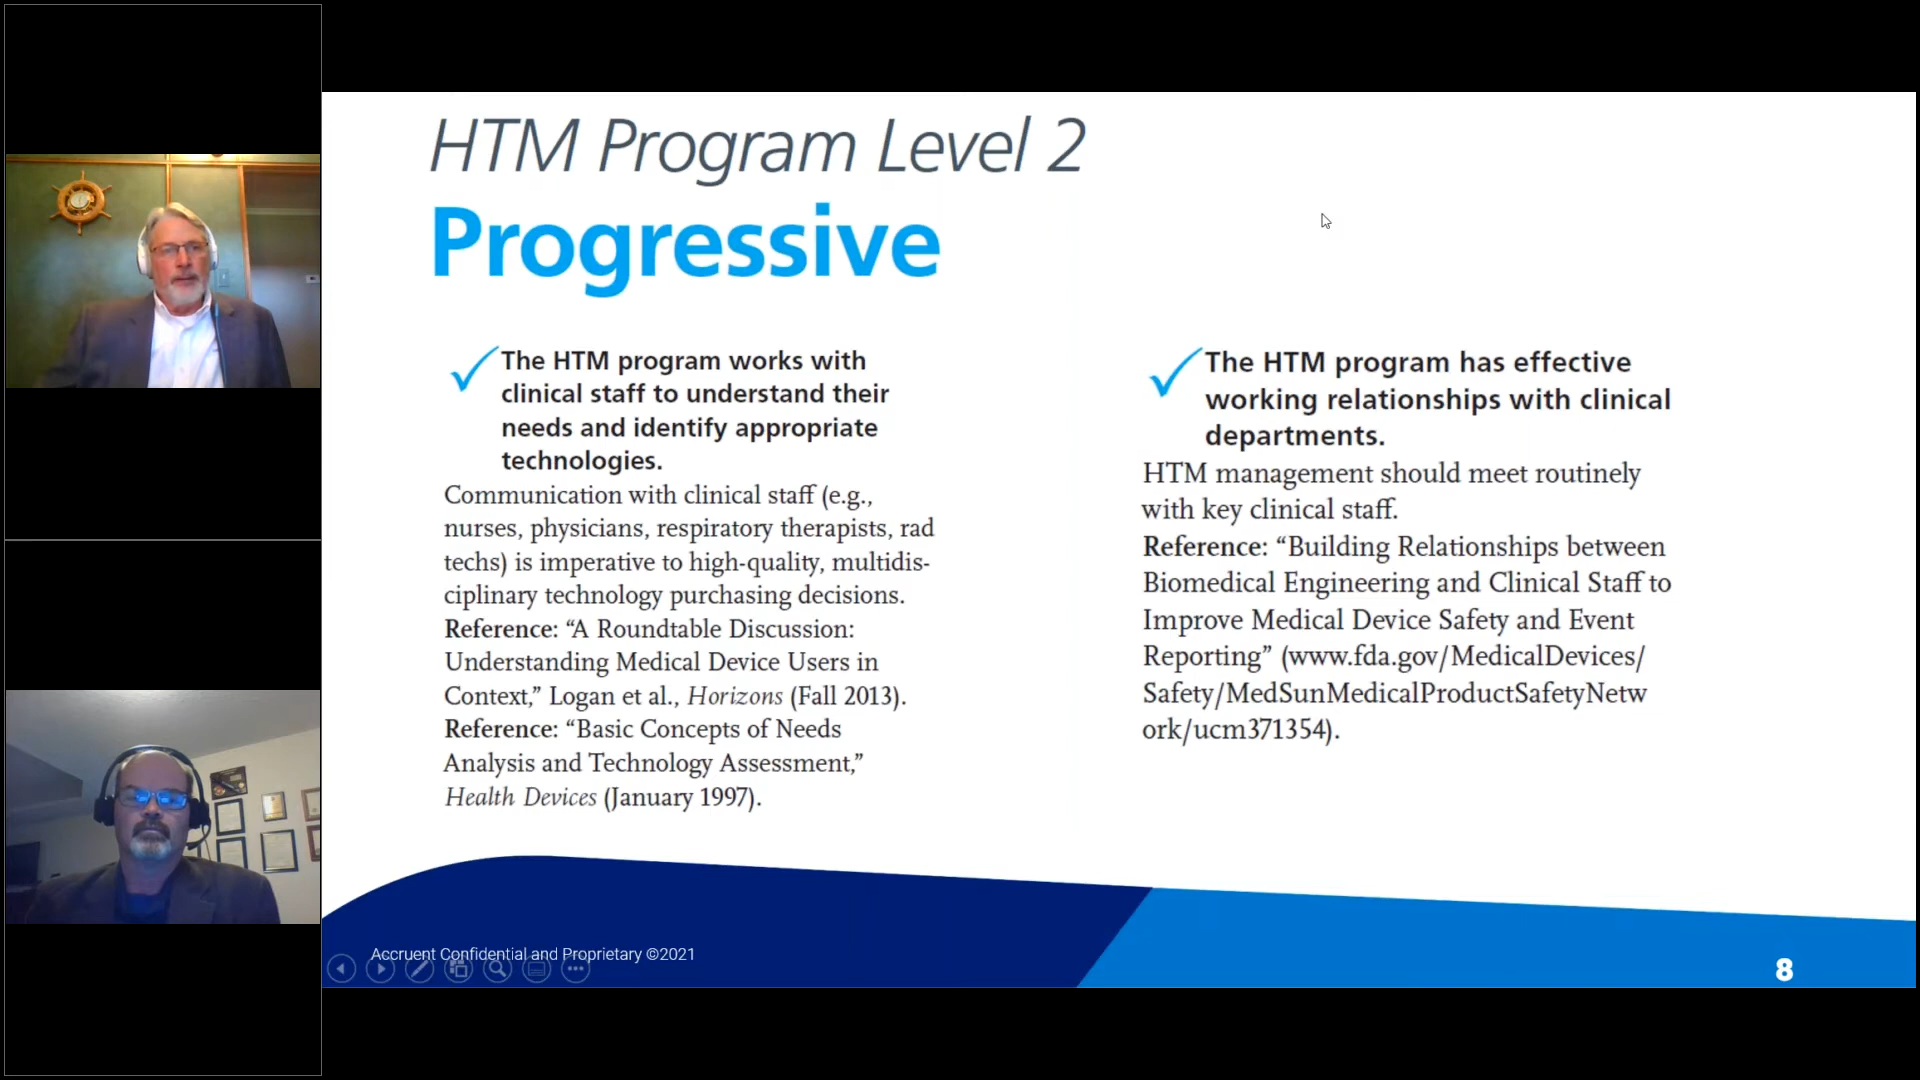 HTM Program Level 2
Progressive
The HTM program works with
clinical staff to understand their
needs and identify appropriate
technologies.
Communication with clinical staff (e.g.,
nurses, physicians, respiratory therapists, rad
techs) is imperative to high-quality, multidis-
ciplinary technology purchasing decisions.
Reference: “A Roundtable Discussion:
Understanding Medical Device Users in
Context,” Logan et al., Horizons (Fall 2013).
Reference: “Basic Concepts of Needs
Analysis and Technology Assessment,”
Health Devices (January 1997).
The HTM program has effective
working relationships with clinical
departments.
HTM management should meet routinely
with key clinical staff.
Reference: “Building Relationships between
Biomedical Engineering and Clinical Staff to
Improve Medical Device Safety and Event
Reporting” (www.fda.gov/MedicalDevices/
Safety/MedSunMedicalProductSafetyNetw
ork/ucm371354).
Accruent Confidential and Proprietary ©2021
8